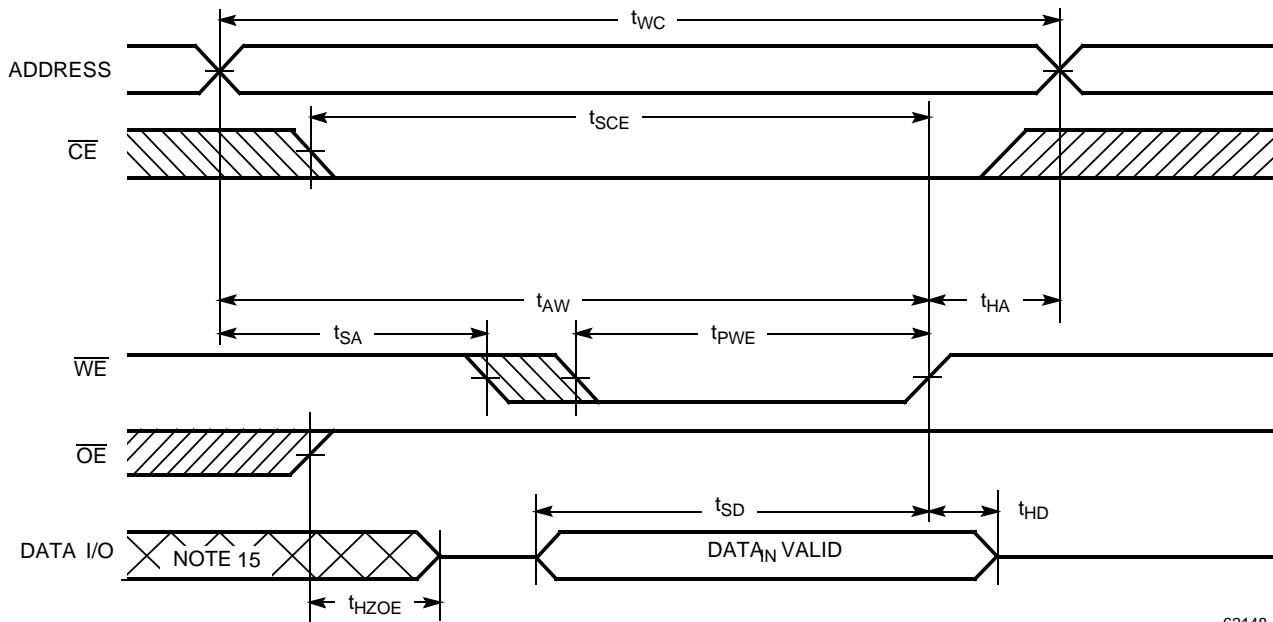 tWC
ADDRESS
tSCE
CE
tAW
tHA
tSA
tPWE
WE
OE
tSD
tHD
DATA I/O
NOTE 15
DATAIN VALID
tHZOE